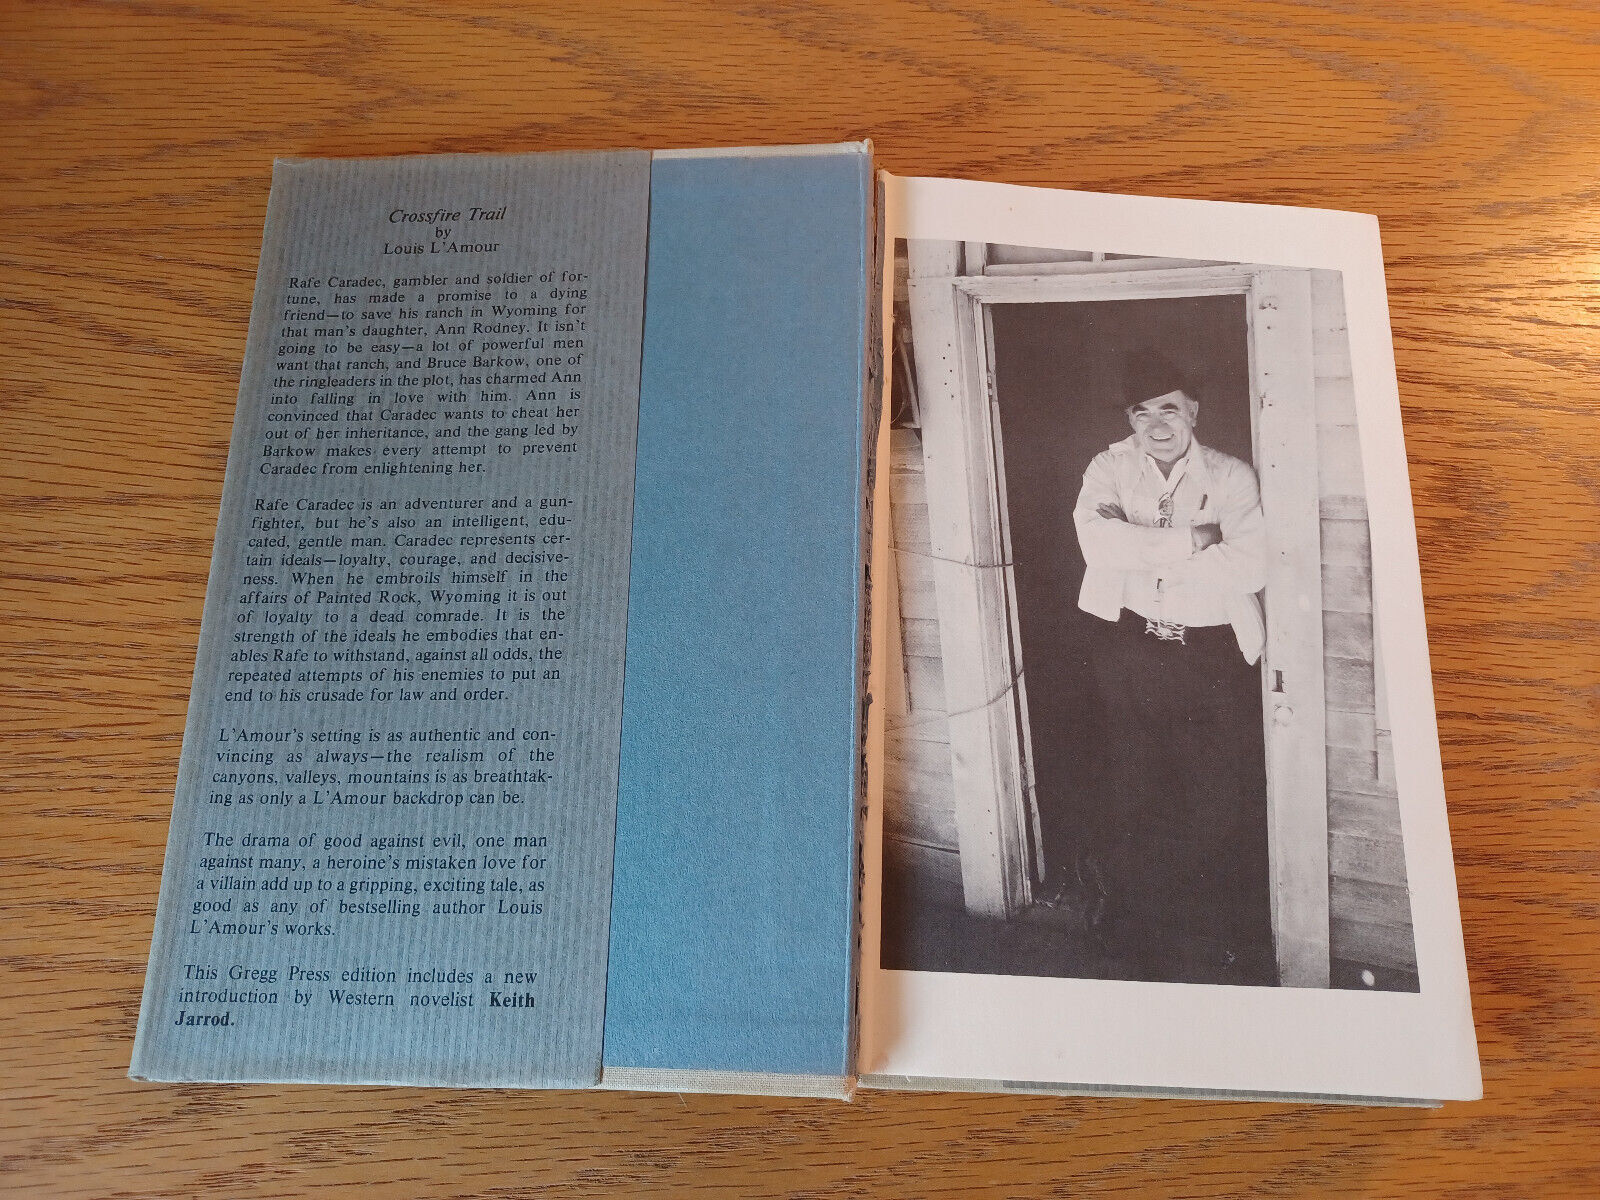 Crossfire Trail
by
Louis L'Amour
Rafe Caradec, gambler and soldier of for-
tune, has made a promise to a dying
friend—to save his ranch in Wyoming for
that man's daughter, Ann Rodney. It isn't
going to be easy—a lot of powerful men
want that ranch, and Bruce Barkow, one of
the ringleaders in the plot, has charmed Ann
into falling in love with him. Ann is
convinced that Caradec wants to cheat her
out of her inheritance, and the gang led by
Barkow makes every attempt to prevent
Caradec from enlightening her.
Rafe Caradec is an adventurer and a gun-
fighter, but he's also an intelligent, edu-
cated, gentle man. Caradec represents cer-
tain ideals—loyalty, courage, and decisive-
ness. When he embroils himself in the
affairs of Painted Rock, Wyoming it is out
of loyalty to a dead comrade. It is the
strength of the ideals he embodies that en-
ables Rafe to withstand, against all odds, the
repeated attempts of his enemies to put an
end to his crusade for law and order.
L'Amour's setting is as authentic and con-
vincing as always—the realism of the
canyons, valleys, mountains is as breathtak-
ing as only a L'Amour backdrop can be.
The drama of good against evil, one man
against many, a heroine's mistaken love for
a villain add up to a gripping, exciting tale, as
good as any of bestselling author Louis
L'Amour's works.
This Gregg Press edition includes a new
introduction by Western novelist Keith
Jarrod.